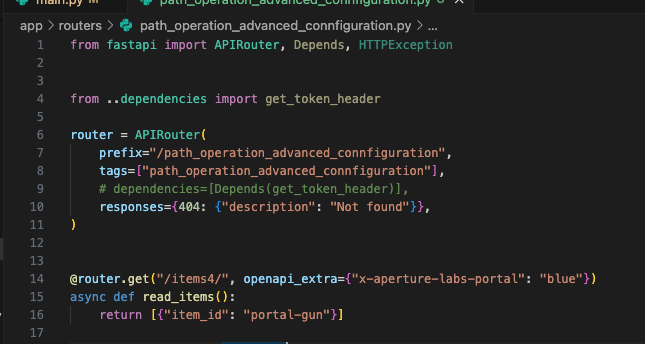 main.py M path_operation_advanced_connfiguration.py
app > routers > path_operation_advanced_connfiguration.py > ...
1 from fastapi import APIRouter, Depends, HTTPException
2
3
4 from ..dependencies import get_token_header
5
6 router = APIRouter(
7 prefix="/path_operation_advanced_connfiguration",
8 tags=["path_operation_advanced_connfiguration"],
9 # dependencies=[Depends(get_token_header)],
10 responses={404: {"description": "Not found"}},
11 )
12
13
14 @router.get("/items4/", openapi_extra={"x-aperture-labs-portal": "blue"})
15 async def read_items():
16 return [{"item_id": "portal-gun"}]
17